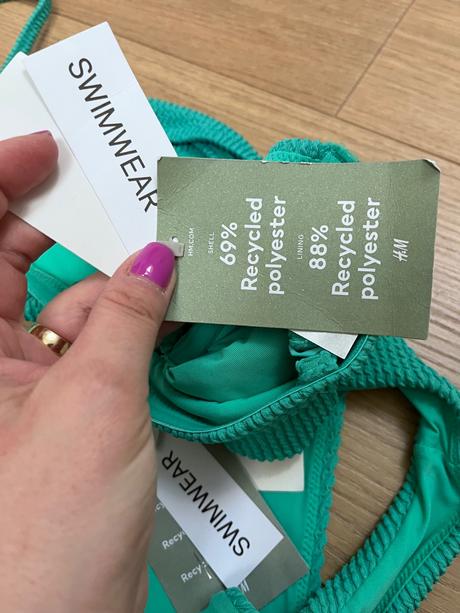 SWIMWEAR
HM.COM
SHELL
69%
Recycled
polyester
LINING
88%
Recycled
polyester
H&M
SWIMWEAR